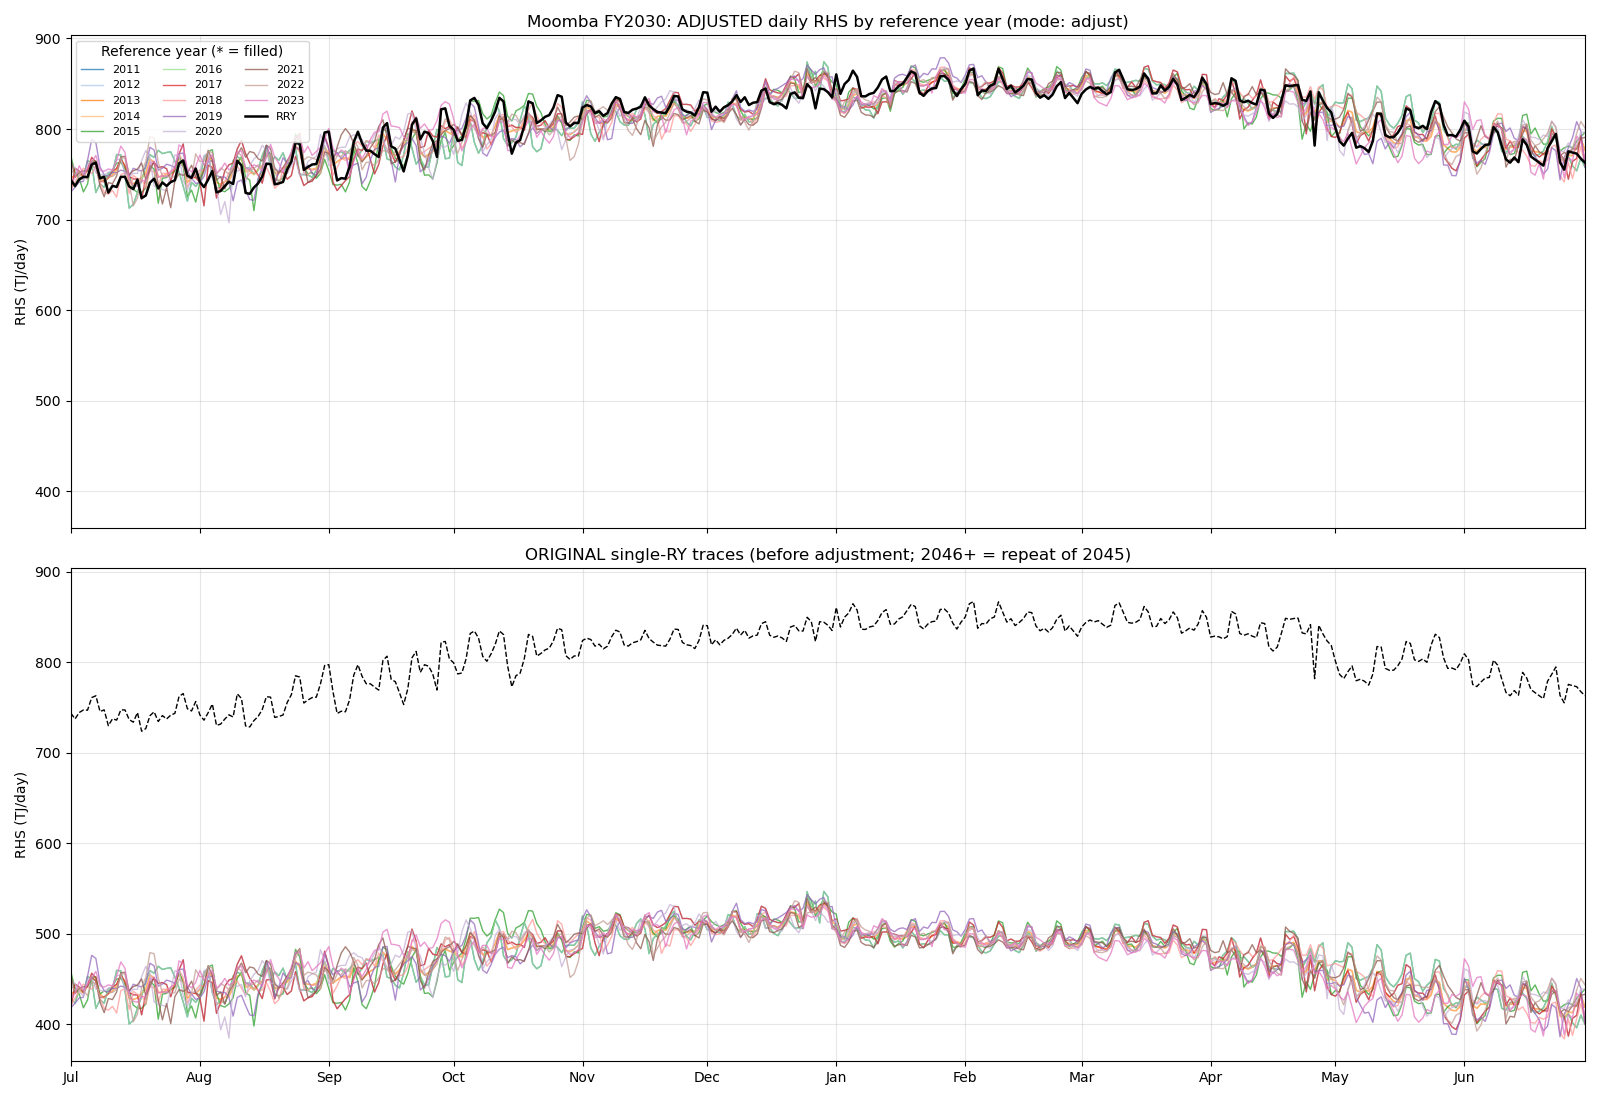 Moomba FY2030: ADJUSTED daily RHS by reference year (mode: adjust)
900
800
700
600
500
400
RHS (TJ/day)
Reference year (* = filled)
2011 2016 2021
2012 2017 2022
2013 2018 2023
2014 2019 RRY
2015 2020
ORIGINAL single-RY traces (before adjustment; 2046+ = repeat of 2045)
900
800
700
600
500
400
RHS (TJ/day)
Jul Aug Sep Oct Nov Dec Jan Feb Mar Apr May Jun